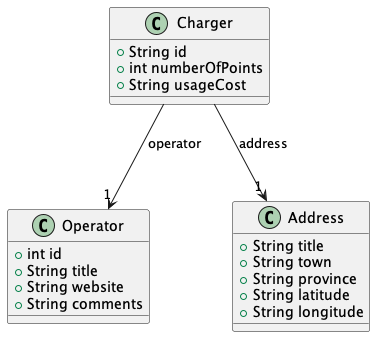 C Charger
String id
int numberOfPoints
String usageCost
operator
address
1
1
C Operator
int id
String title
String website
String comments
C Address
String title
String town
String province
String latitude
String longitude